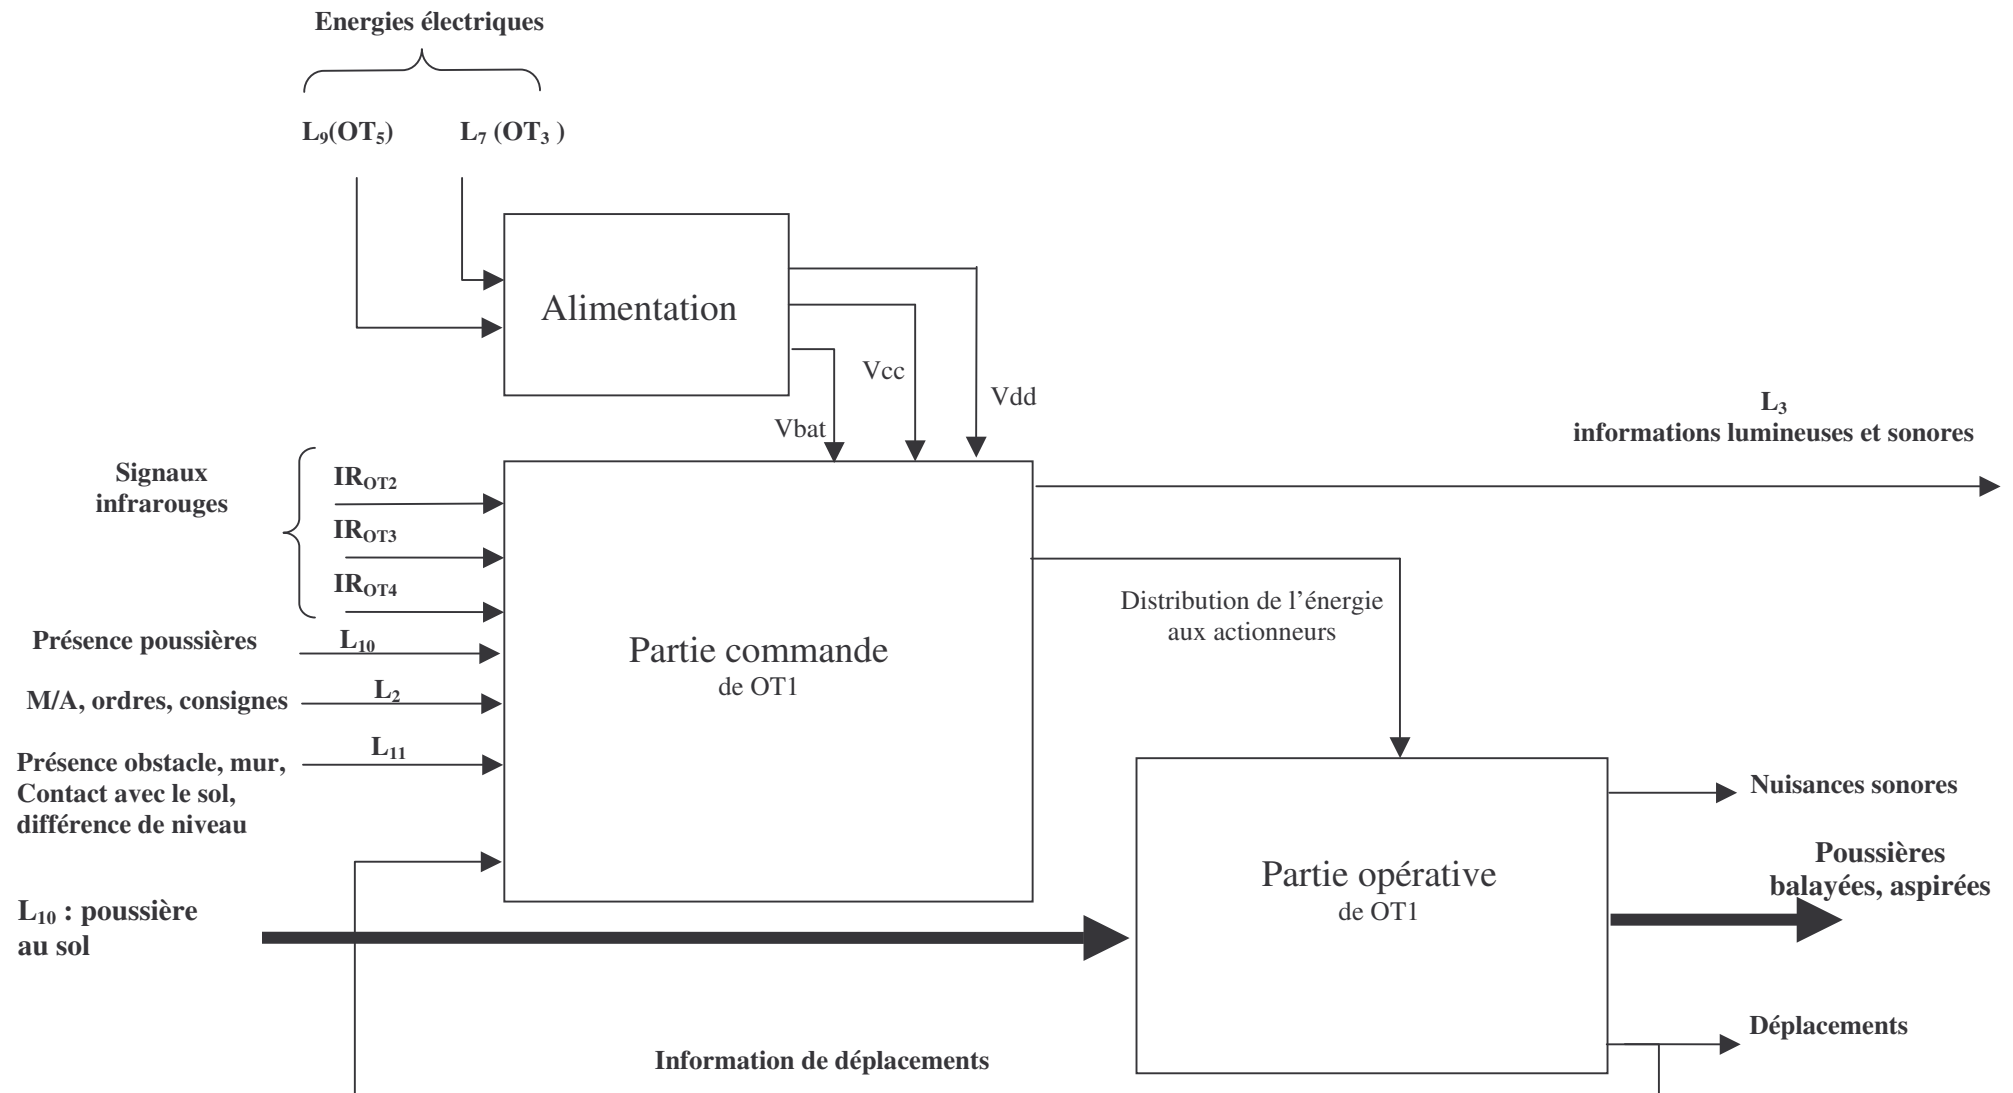 Energies électriques
L₉(OT₅)
L₇ (OT₃ )
Alimentation
Vcc
Vdd
Vbat
L₃
informations lumineuses et sonores
Signaux
infrarouges
IR_OT2
IR_OT3
IR_OT4
Présence poussières
L₁₀
M/A, ordres, consignes
L₂
L₁₁
Présence obstacle, mur,
Contact avec le sol,
différence de niveau
Partie commande
de OT1
Distribution de l’énergie
aux actionneurs
Nuisances sonores
Poussières
balayées, aspirées
Partie opérative
de OT1
L₁₀ : poussière
au sol
Déplacements
Information de déplacements